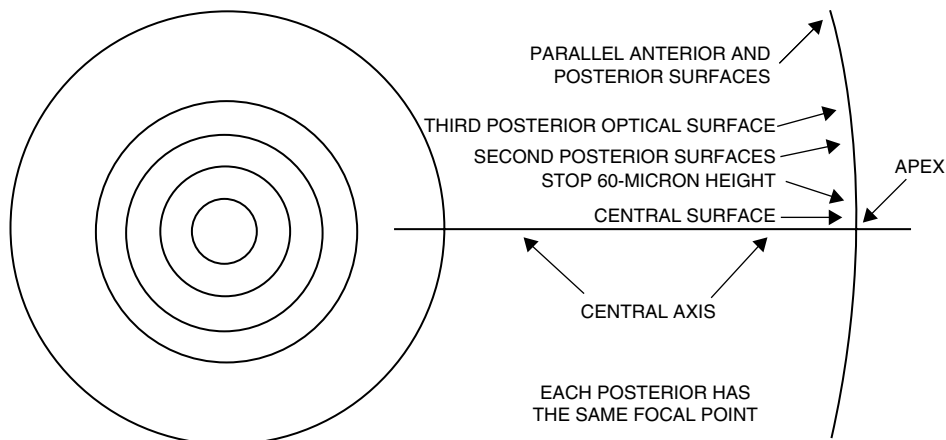 PARALLEL ANTERIOR AND
POSTERIOR SURFACES
THIRD POSTERIOR OPTICAL SURFACE
SECOND POSTERIOR SURFACES
STOP 60-MICRON HEIGHT
APEX
CENTRAL SURFACE
CENTRAL AXIS
EACH POSTERIOR HAS
THE SAME FOCAL POINT